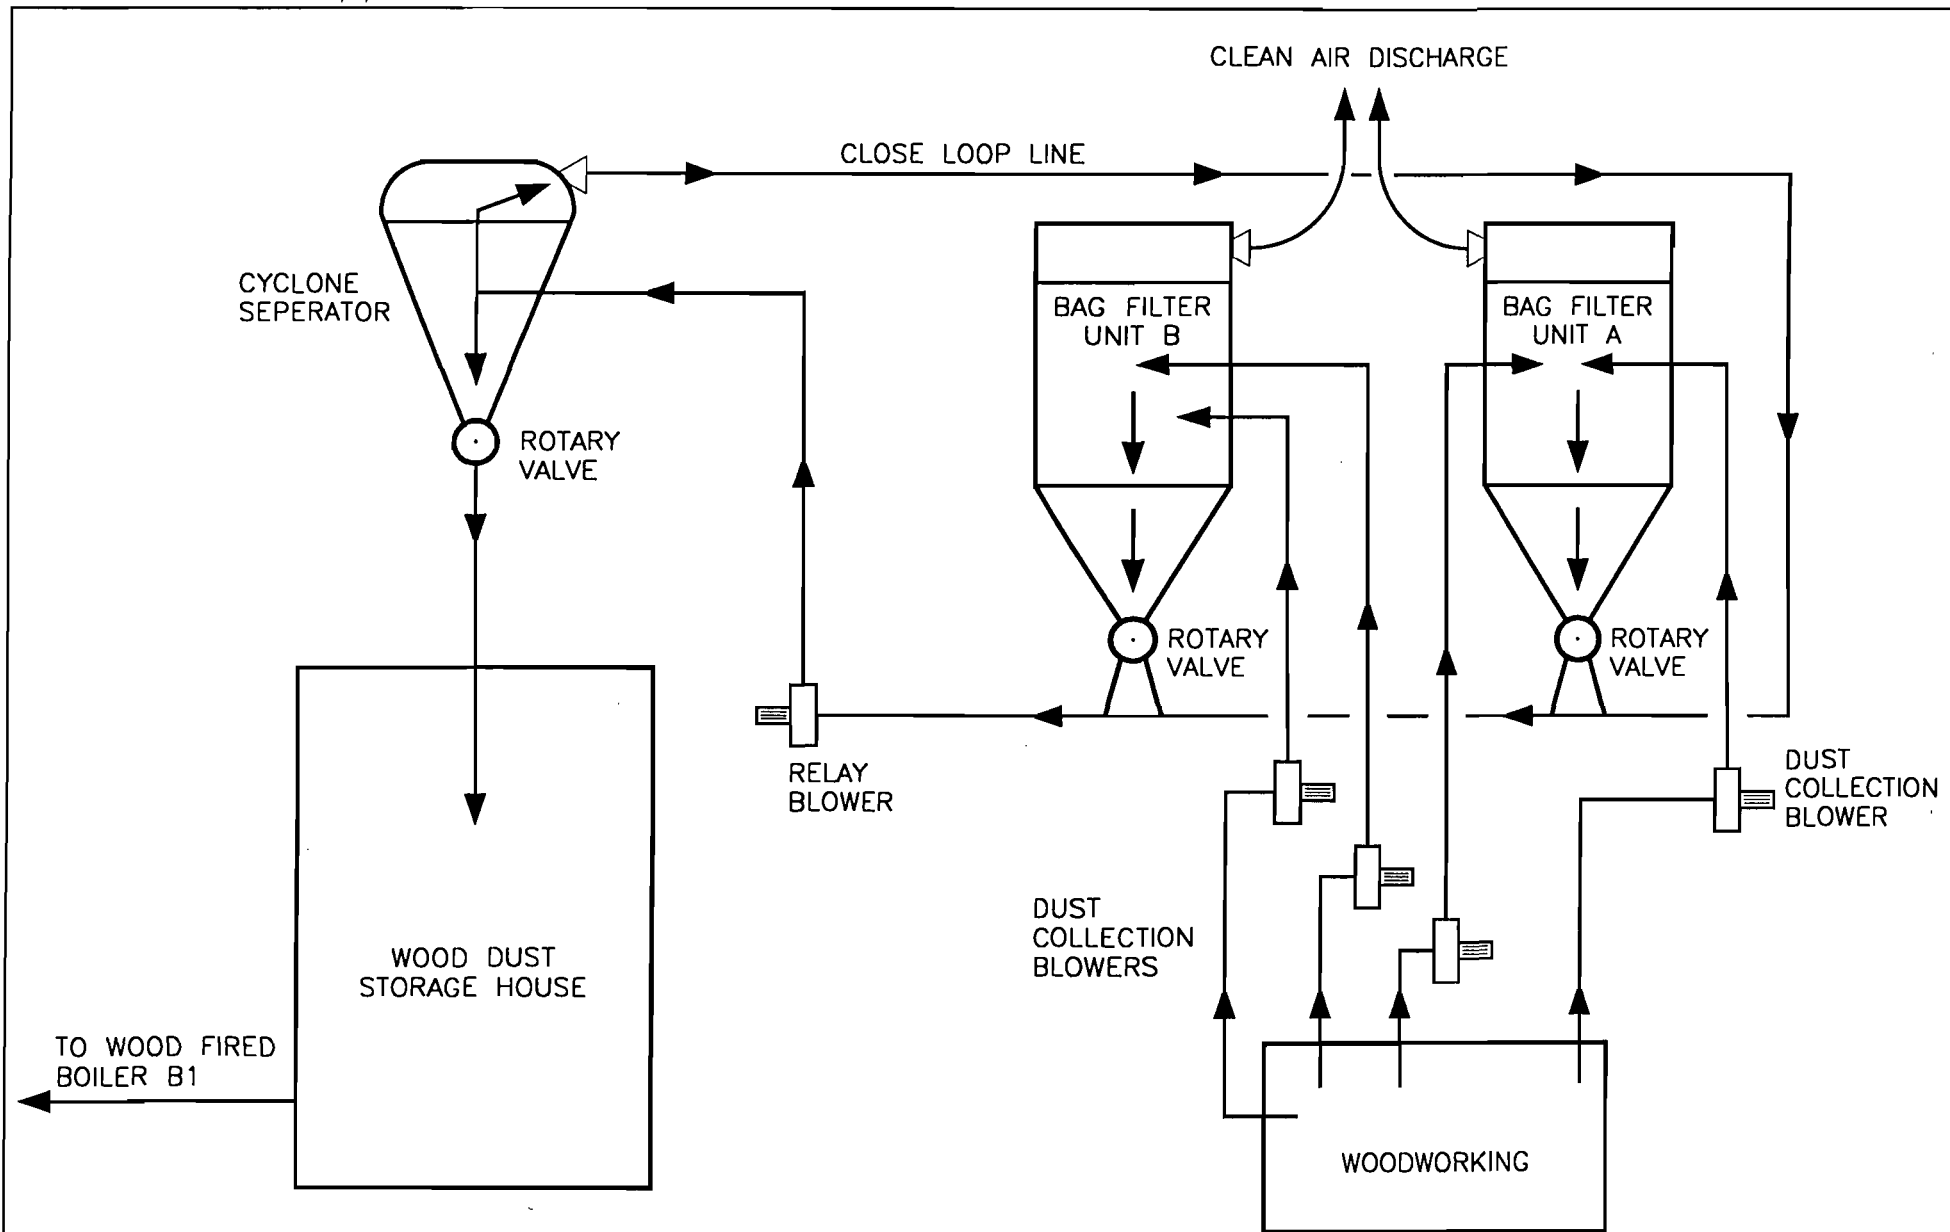 CLEAN AIR DISCHARGE
CLOSE LOOP LINE
CYCLONE
SEPERATOR
BAG FILTER
UNIT B
BAG FILTER
UNIT A
ROTARY
VALVE
ROTARY
VALVE
ROTARY
VALVE
RELAY
BLOWER
DUST
COLLECTION
BLOWER
DUST
COLLECTION
BLOWERS
WOOD DUST
STORAGE HOUSE
TO WOOD FIRED
BOILER B1
WOODWORKING